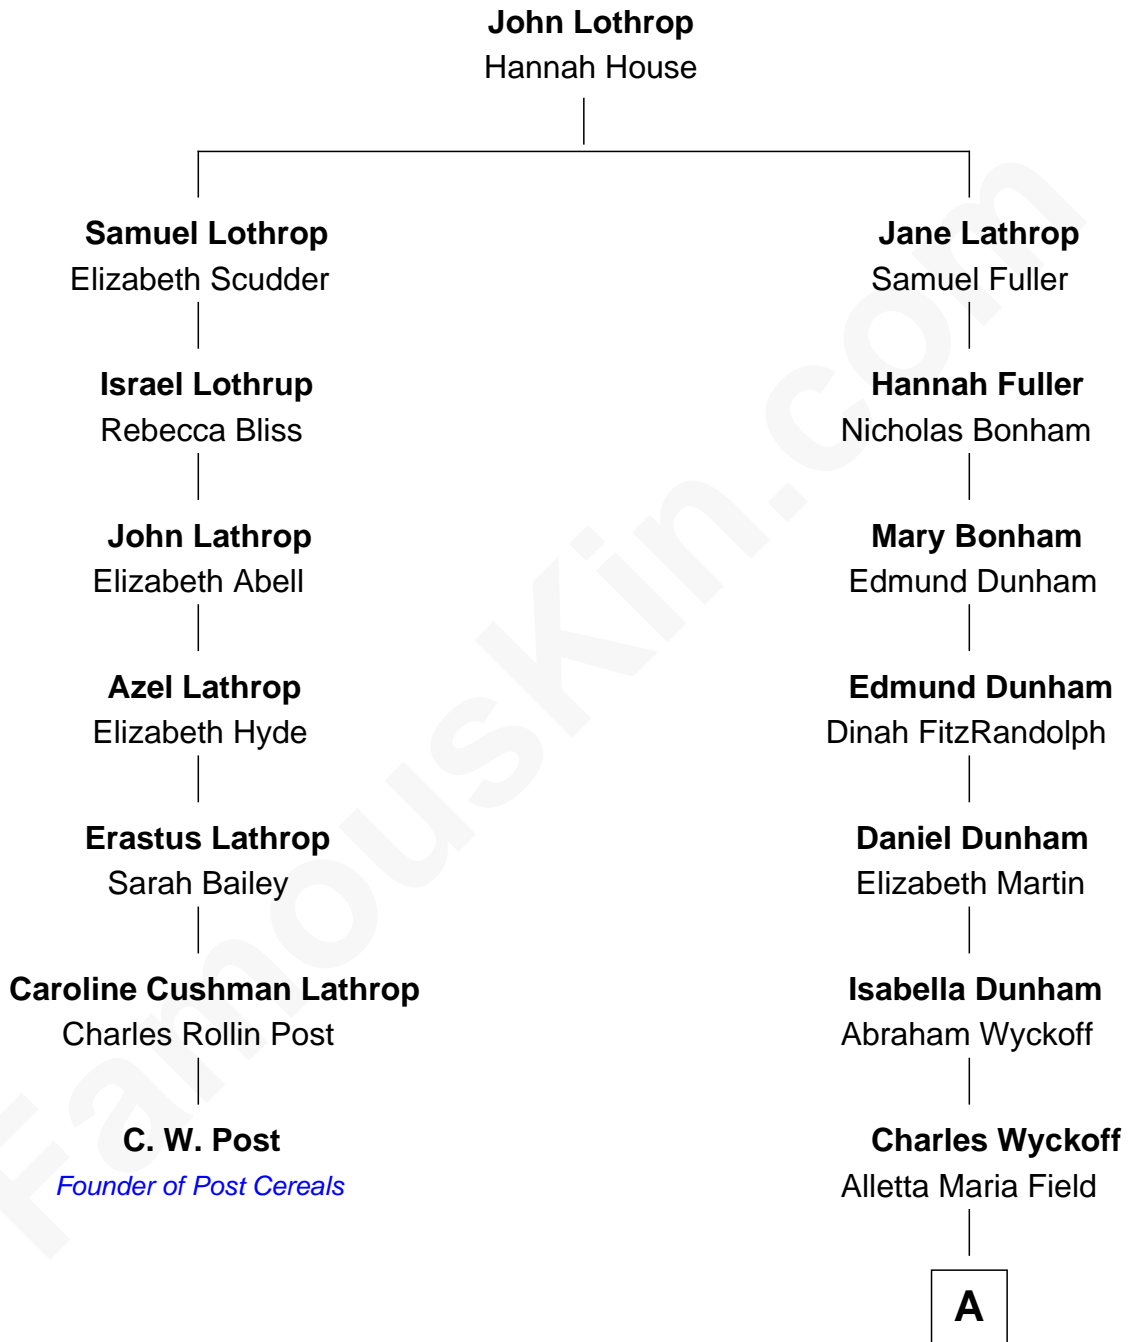 John Lothrop
Hannah House
Samuel Lothrop
Elizabeth Scudder
Jane Lathrop
Samuel Fuller
Israel Lothrup
Rebecca Bliss
Hannah Fuller
Nicholas Bonham
John Lathrop
Elizabeth Abell
Mary Bonham
Edmund Dunham
Azel Lathrop
Elizabeth Hyde
Edmund Dunham
Dinah FitzRandolph
Erastus Lathrop
Sarah Bailey
Daniel Dunham
Elizabeth Martin
Caroline Cushman Lathrop
Charles Rollin Post
Isabella Dunham
Abraham Wyckoff
C. W. Post
Founder of Post Cereals
Charles Wyckoff
Alletta Maria Field
A
FamousKin.com